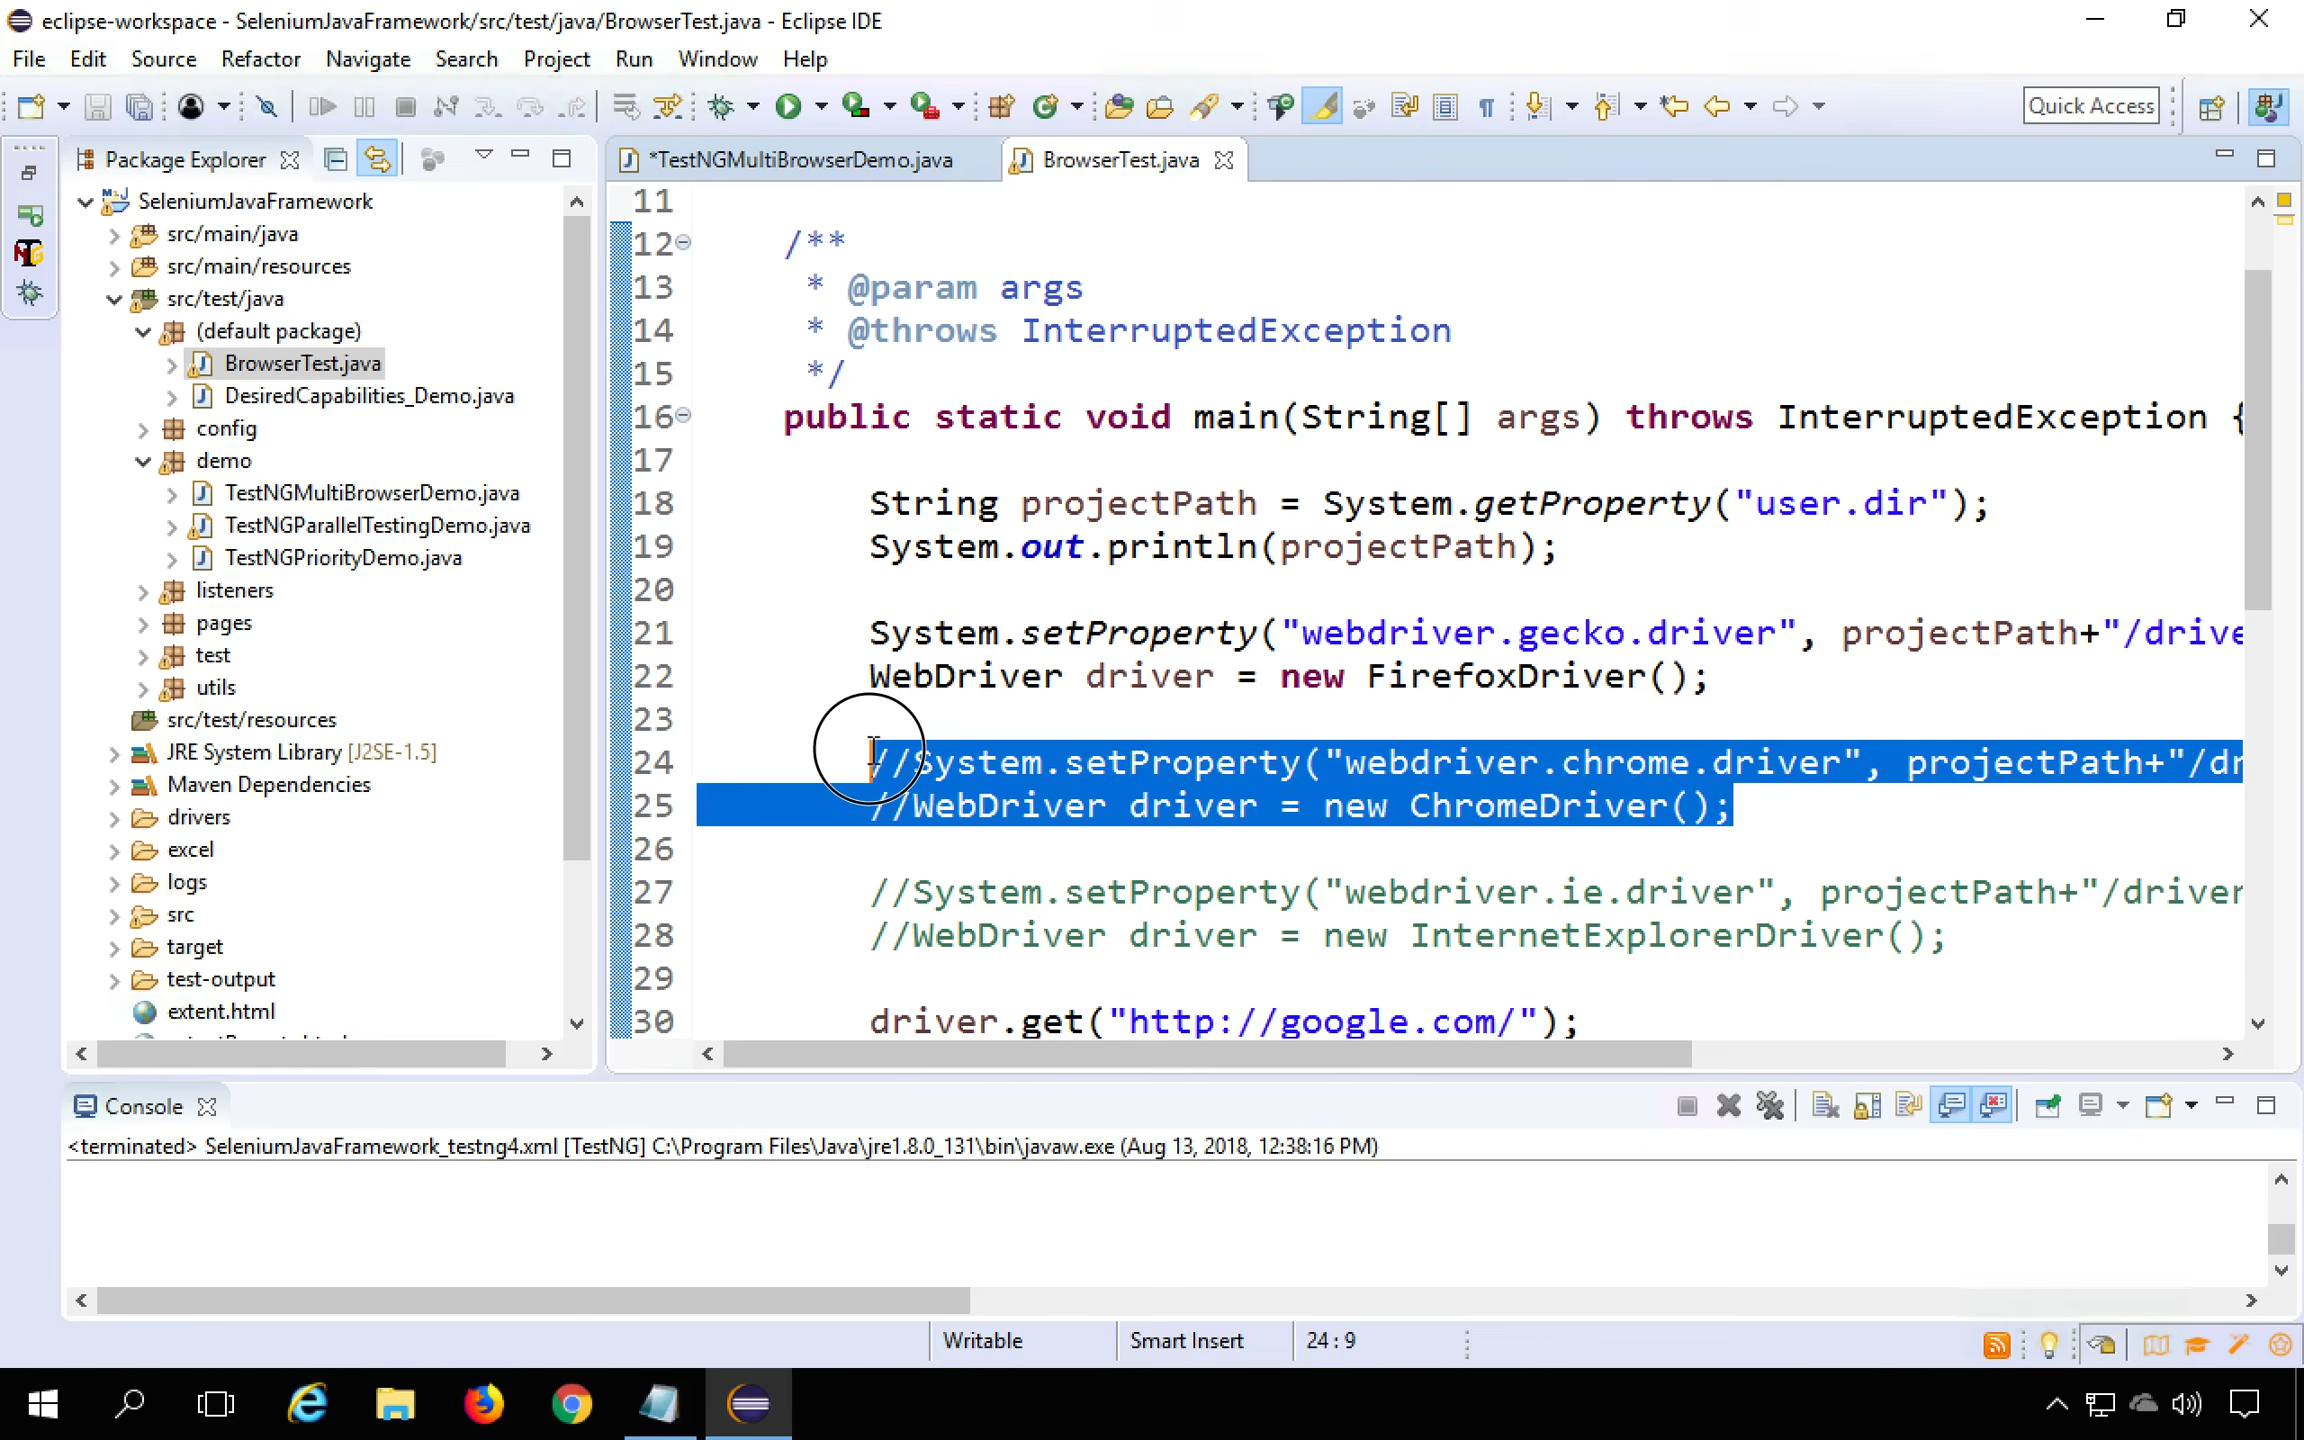 eclipse-workspace - SeleniumJavaFramework/src/test/java/BrowserTest.java - Eclipse IDE
File Edit Source Refactor Navigate Search Project Run Window Help
Quick Access
Package Explorer
*TestNGMultiBrowserDemo.java
BrowserTest.java
SeleniumJavaFramework
src/main/java
src/main/resources
src/test/java
(default package)
BrowserTest.java
DesiredCapabilities_Demo.java
config
demo
TestNGMultiBrowserDemo.java
TestNGParallelTestingDemo.java
TestNGPriorityDemo.java
listeners
pages
test
utils
src/test/resources
JRE System Library [J2SE-1.5]
Maven Dependencies
drivers
excel
logs
src
target
test-output
extent.html
11
12 /**
13 * @param args
14 * @throws InterruptedException
15 */
16 public static void main(String[] args) throws InterruptedException {
17
18 String projectPath = System.getProperty("user.dir");
19 System.out.println(projectPath);
20
21 System.setProperty("webdriver.gecko.driver", projectPath+"/drive
22 WebDriver driver = new FirefoxDriver();
23
24 //System.setProperty("webdriver.chrome.driver", projectPath+"/dr
25 //WebDriver driver = new ChromeDriver();
26
27 //System.setProperty("webdriver.ie.driver", projectPath+"/driver
28 //WebDriver driver = new InternetExplorerDriver();
29
30 driver.get("http://google.com/");
Console
<terminated> SeleniumJavaFramework_testng4.xml [TestNG] C:\Program Files\Java\jre1.8.0_131\bin\javaw.exe (Aug 13, 2018, 12:38:16 PM)
Writable
Smart Insert
24 : 9